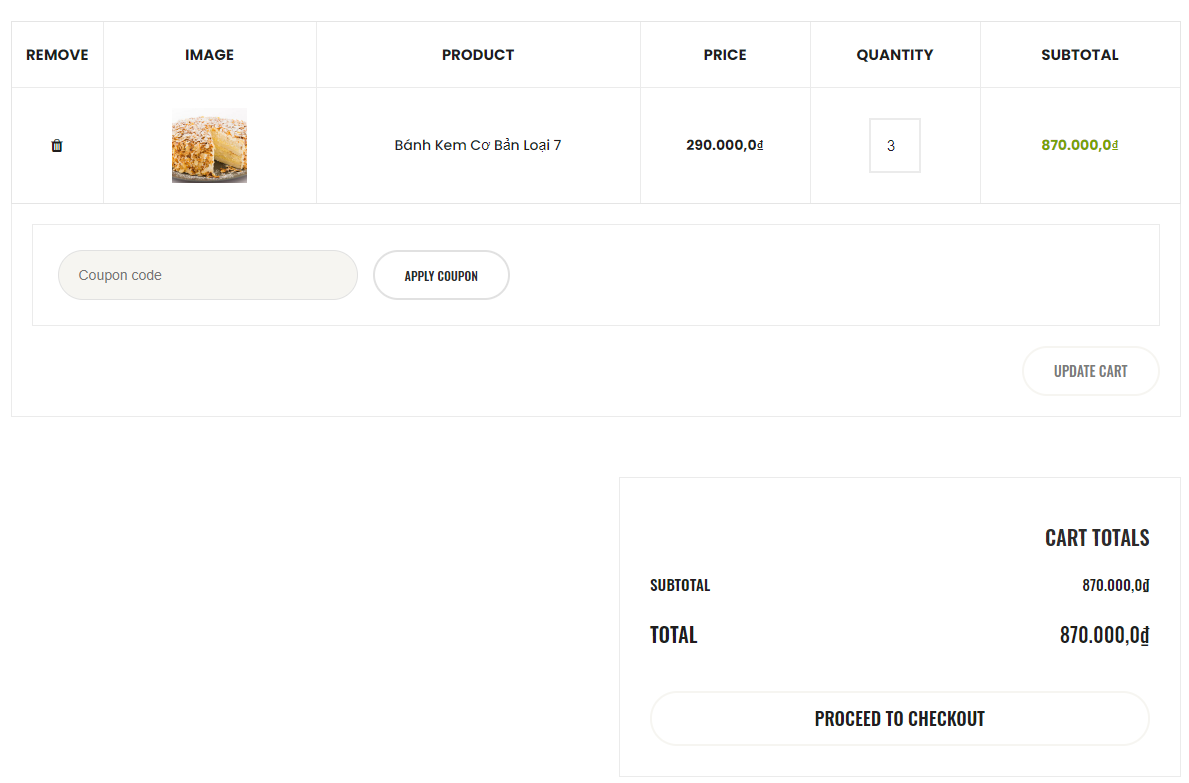 REMOVE IMAGE PRODUCT PRICE QUANTITY SUBTOTAL
Bánh Kem Cơ Bản Loại 7 290.000,0₫ 3 870.000,0₫
Coupon code APPLY COUPON
UPDATE CART
CART TOTALS
SUBTOTAL 870.000,0₫
TOTAL 870.000,0₫
PROCEED TO CHECKOUT